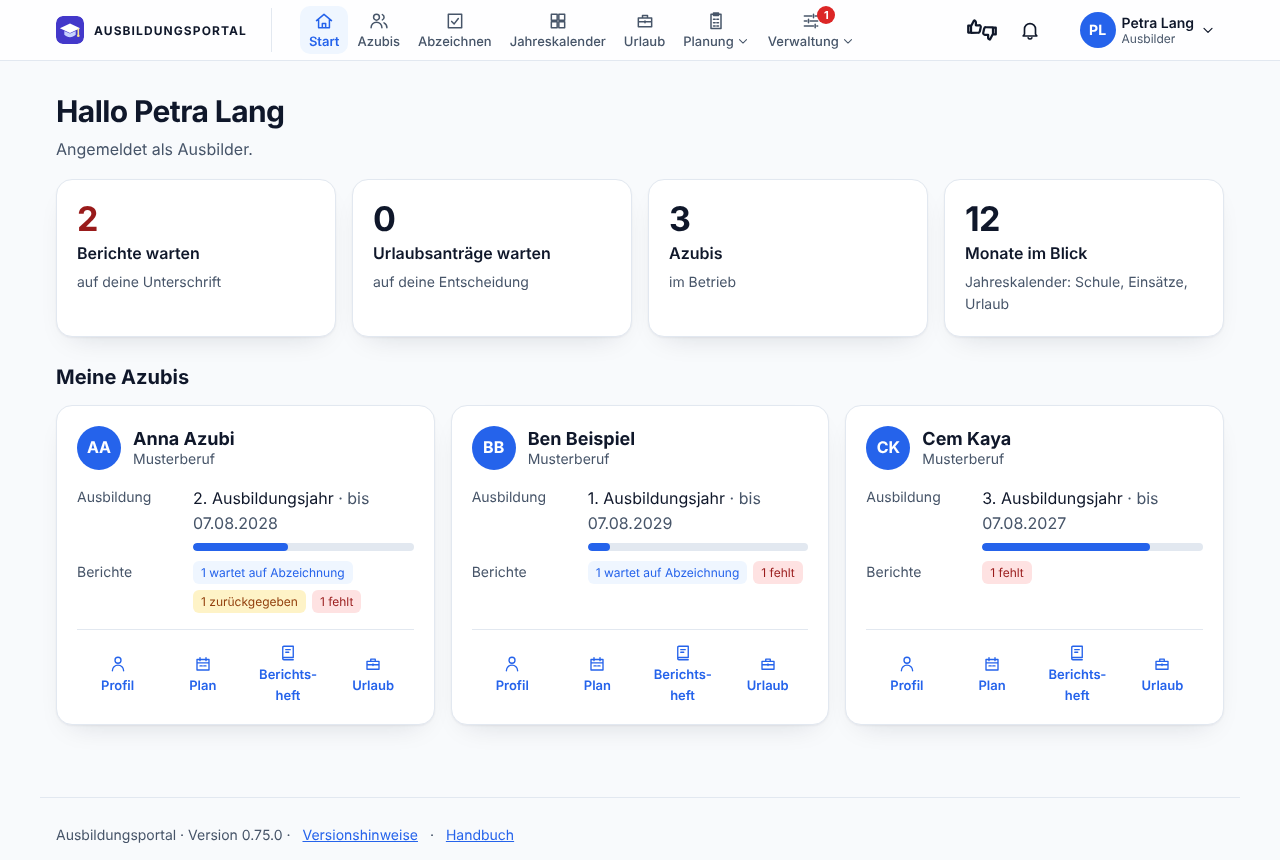 AUSBILDUNGSPORTAL
Start
Azubis
Abzeichnen
Jahreskalender
Urlaub
Planung
Verwaltung
1
PL
Petra Lang
Ausbilder
Hallo Petra Lang
Angemeldet als Ausbilder.
2
Berichte warten
auf deine Unterschrift
0
Urlaubsanträge warten
auf deine Entscheidung
3
Azubis
im Betrieb
12
Monate im Blick
Jahreskalender: Schule, Einsätze,
Urlaub
Meine Azubis
AA
Anna Azubi
Musterberuf
Ausbildung
2. Ausbildungsjahr · bis
07.08.2028
Berichte
1 wartet auf Abzeichnung
1 zurückgegeben
1 fehlt
Profil
Plan
Berichts-
heft
Urlaub
BB
Ben Beispiel
Musterberuf
Ausbildung
1. Ausbildungsjahr · bis
07.08.2029
Berichte
1 wartet auf Abzeichnung
1 fehlt
Profil
Plan
Berichts-
heft
Urlaub
CK
Cem Kaya
Musterberuf
Ausbildung
3. Ausbildungsjahr · bis
07.08.2027
Berichte
1 fehlt
Profil
Plan
Berichts-
heft
Urlaub
Ausbildungsportal · Version 0.75.0 · Versionshinweise · Handbuch